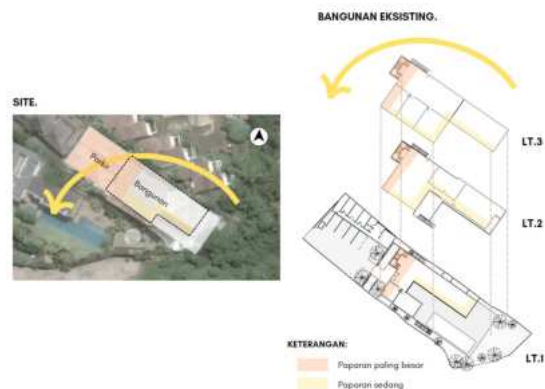 BANGUNAN EKSISTING.
SITE.
Parkir
Bangunan
LT.3
LT.2
LT.1
KETERANGAN:
Paparan paling besar
Paparan sedang